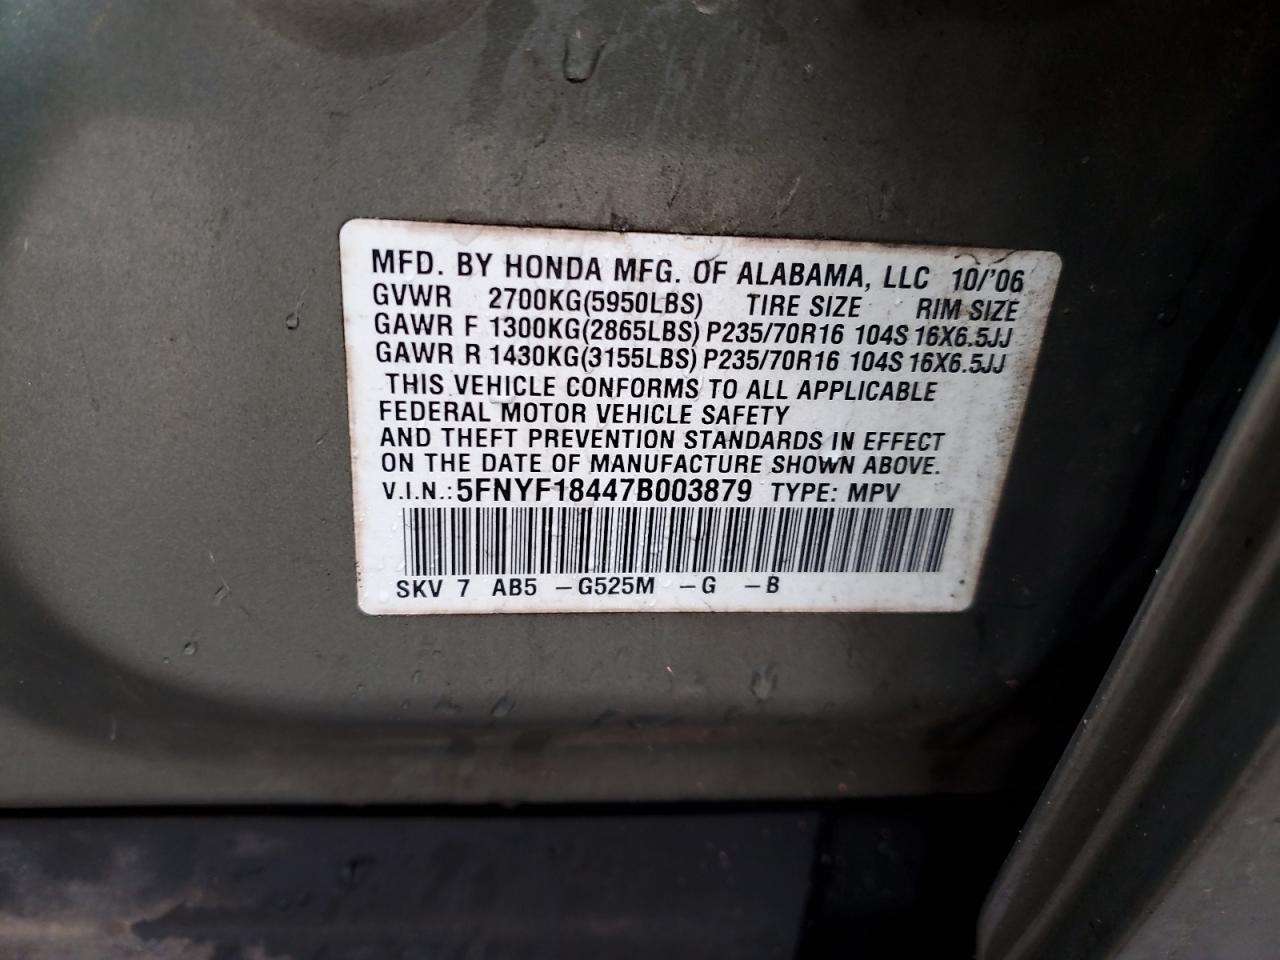 MFD. BY HONDA MFG. OF ALABAMA, LLC 10/'06
GVWR 2700KG(5950LBS) TIRE SIZE RIM SIZE
GAWR F 1300KG(2865LBS) P235/70R16 104S 16X6.5JJ
GAWR R 1430KG(3155LBS) P235/70R16 104S 16X6.5JJ
THIS VEHICLE CONFORMS TO ALL APPLICABLE
FEDERAL MOTOR VEHICLE SAFETY
AND THEFT PREVENTION STANDARDS IN EFFECT
ON THE DATE OF MANUFACTURE SHOWN ABOVE.
V.I.N.: 5FNYF18447B003879 TYPE: MPV
SKV 7 AB5 –G525M –G –B